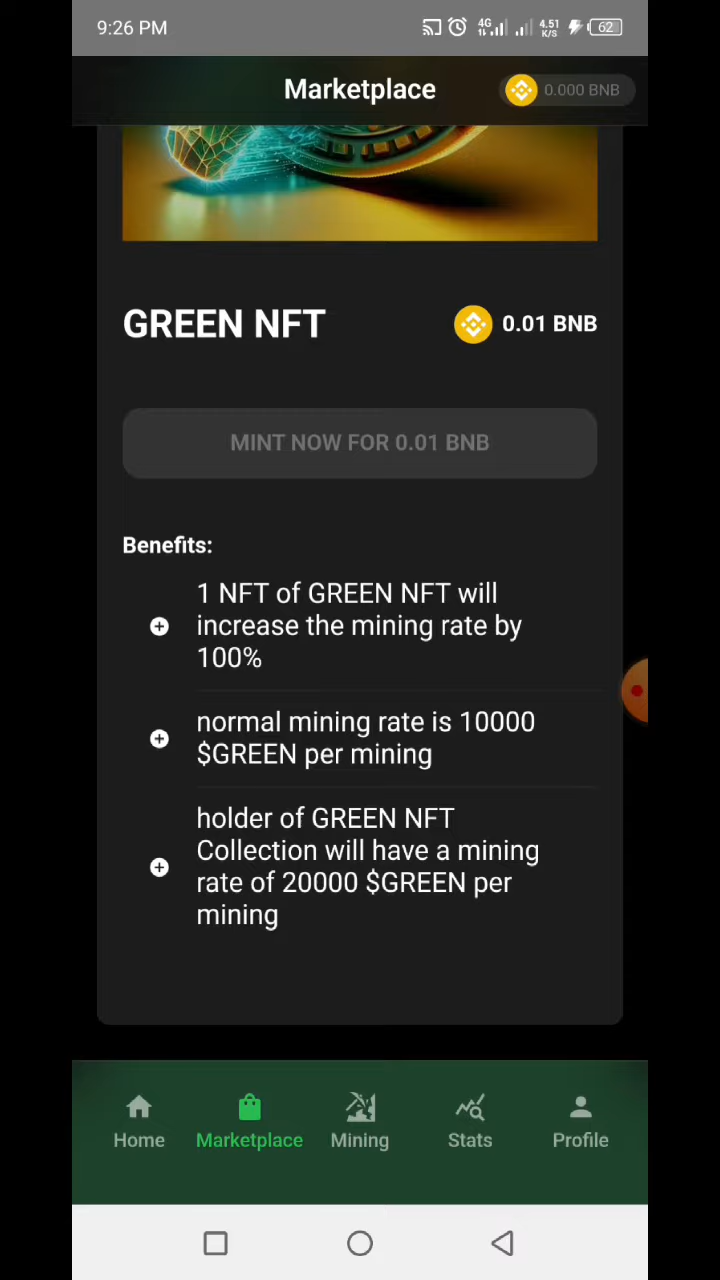 9:26 PM 4G 4.51 K/S 62
Marketplace 0.000 BNB
GREEN NFT 0.01 BNB
MINT NOW FOR 0.01 BNB
Benefits:
1 NFT of GREEN NFT will
increase the mining rate by
100%
normal mining rate is 10000
$GREEN per mining
holder of GREEN NFT
Collection will have a mining
rate of 20000 $GREEN per
mining
Home Marketplace Mining Stats Profile